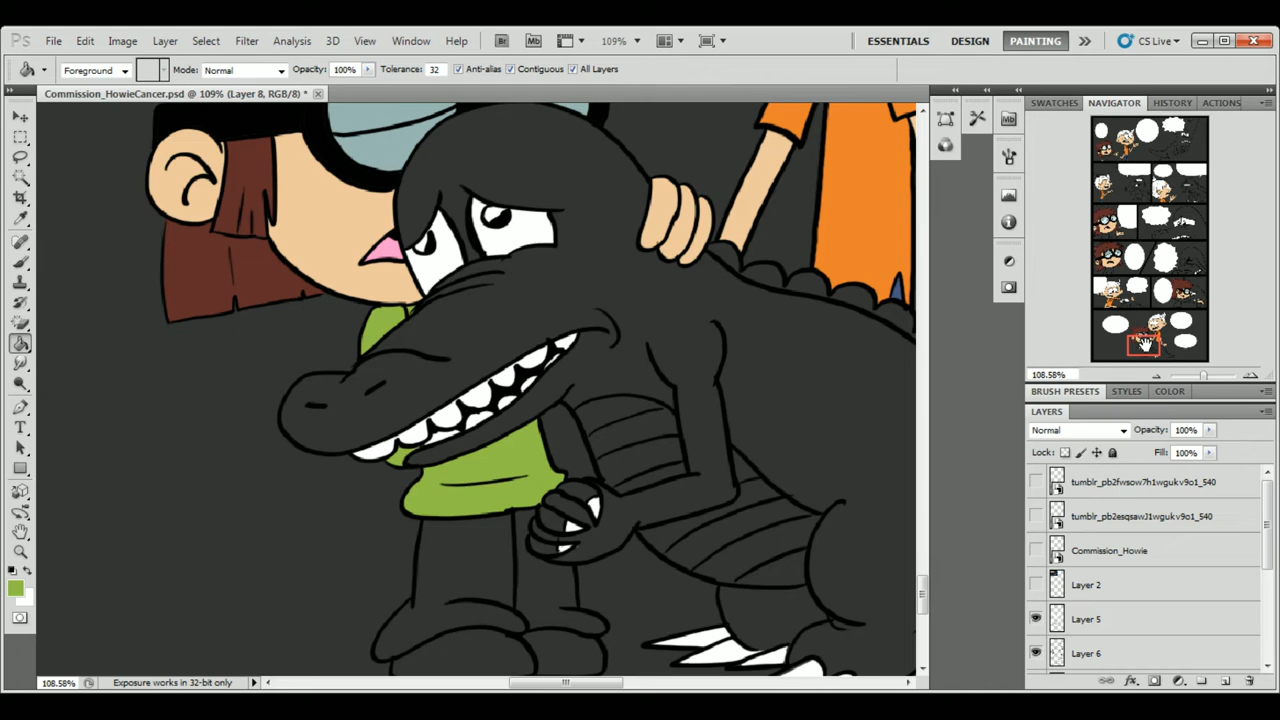 Ps File Edit Image Layer Select Filter Analysis 3D View Window Help Br Mb 109% ESSENTIALS DESIGN PAINTING CS Live
Foreground Mode: Normal Opacity: 100% Tolerance: 32 Anti-alias Contiguous All Layers
Commission_HowieCancer.psd @ 109% (Layer 8, RGB/8) *
SWATCHES NAVIGATOR HISTORY ACTIONS
Mb
108.58%
BRUSH PRESETS STYLES COLOR
LAYERS
Normal Opacity: 100%
Lock: Fill: 100%
tumblr_pb2fwsow7h1wgukv9o1_540
tumblr_pb2esqsawJ1wgukv9o1_540
Commission_Howie
Layer 2
Layer 5
Layer 6
108.58% Exposure works in 32-bit only